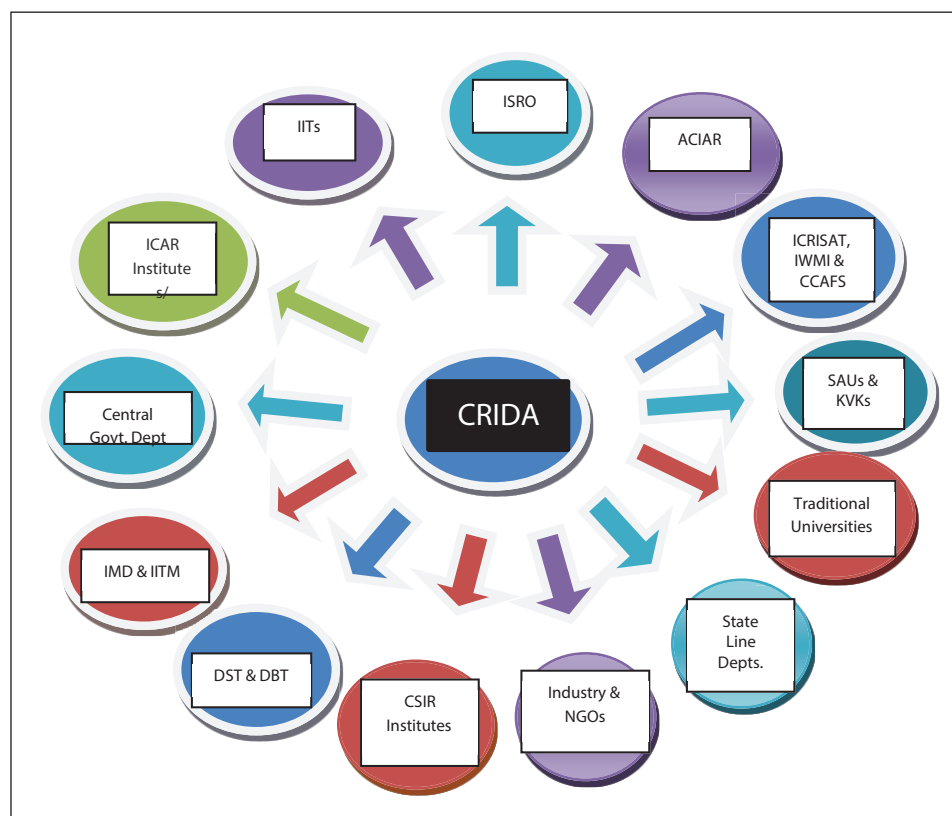 ISRO
IITs
ACIAR
ICAR
Institute
s/
ICRISAT,
IWMI &
CCAFS
Central
Govt. Dept
CRIDA
SAUs &
KVKs
Traditional
Universities
IMD & IITM
State
Line
Depts.
DST & DBT
CSIR
Institutes
Industry &
NGOs